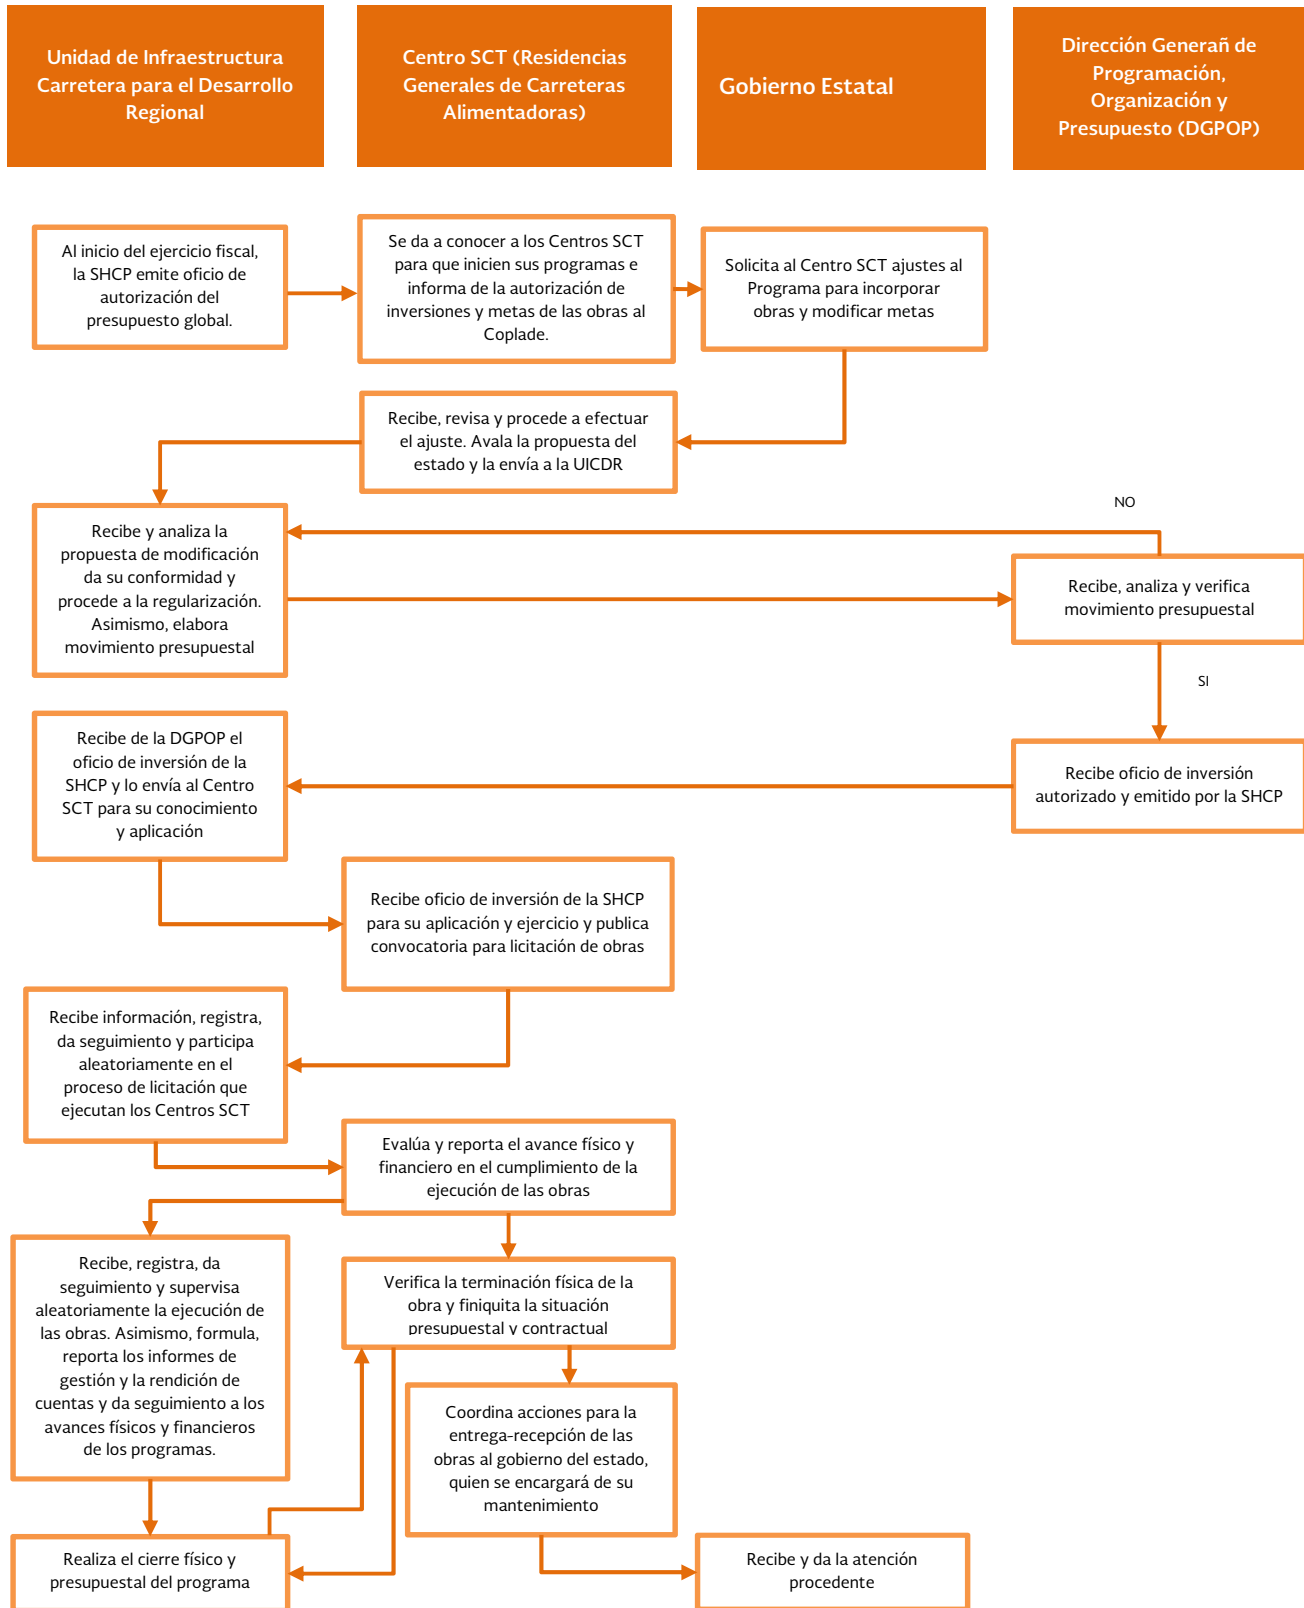 Unidad de Infraestructura
Carretera para el Desarrollo
Regional
Centro SCT (Residencias
Generales de Carreteras
Alimentadoras)
Gobierno Estatal
Dirección Generañ de
Programación,
Organización y
Presupuesto (DGPOP)
Al inicio del ejercicio fiscal,
la SHCP emite oficio de
autorización del
presupuesto global.
Se da a conocer a los Centros SCT
para que inicien sus programas e
informa de la autorización de
inversiones y metas de las obras al
Coplade.
Solicita al Centro SCT ajustes al
Programa para incorporar
obras y modificar metas
Recibe, revisa y procede a efectuar
el ajuste. Avala la propuesta del
estado y la envía a la UICDR
NO
Recibe y analiza la
propuesta de modificación
da su conformidad y
procede a la regularización.
Asimismo, elabora
movimiento presupuestal
Recibe, analiza y verifica
movimiento presupuestal
SI
Recibe de la DGPOP el
oficio de inversión de la
SHCP y lo envía al Centro
SCT para su conocimiento
y aplicación
Recibe oficio de inversión
autorizado y emitido por la SHCP
Recibe oficio de inversión de la SHCP
para su aplicación y ejercicio y publica
convocatoria para licitación de obras
Recibe información, registra,
da seguimiento y participa
aleatoriamente en el
proceso de licitación que
ejecutan los Centros SCT
Evalúa y reporta el avance físico y
financiero en el cumplimiento de la
ejecución de las obras
Recibe, registra, da
seguimiento y supervisa
aleatoriamente la ejecución de
las obras. Asimismo, formula,
reporta los informes de
gestión y la rendición de
cuentas y da seguimiento a los
avances físicos y financieros
de los programas.
Verifica la terminación física de la
obra y finiquita la situación
presupuestal y contractual
Coordina acciones para la
entrega-recepción de las
obras al gobierno del estado,
quien se encargará de su
mantenimiento
Realiza el cierre físico y
presupuestal del programa
Recibe y da la atención
procedente